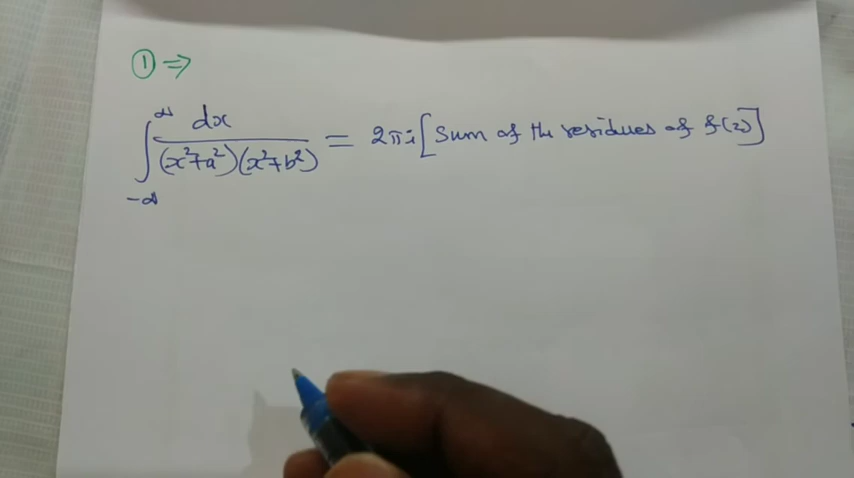 ① ⇒
∫_{-∞}^{∞} dx / (x²+a²)(x²+b²) = 2πi [Sum of the residues of f(z)]